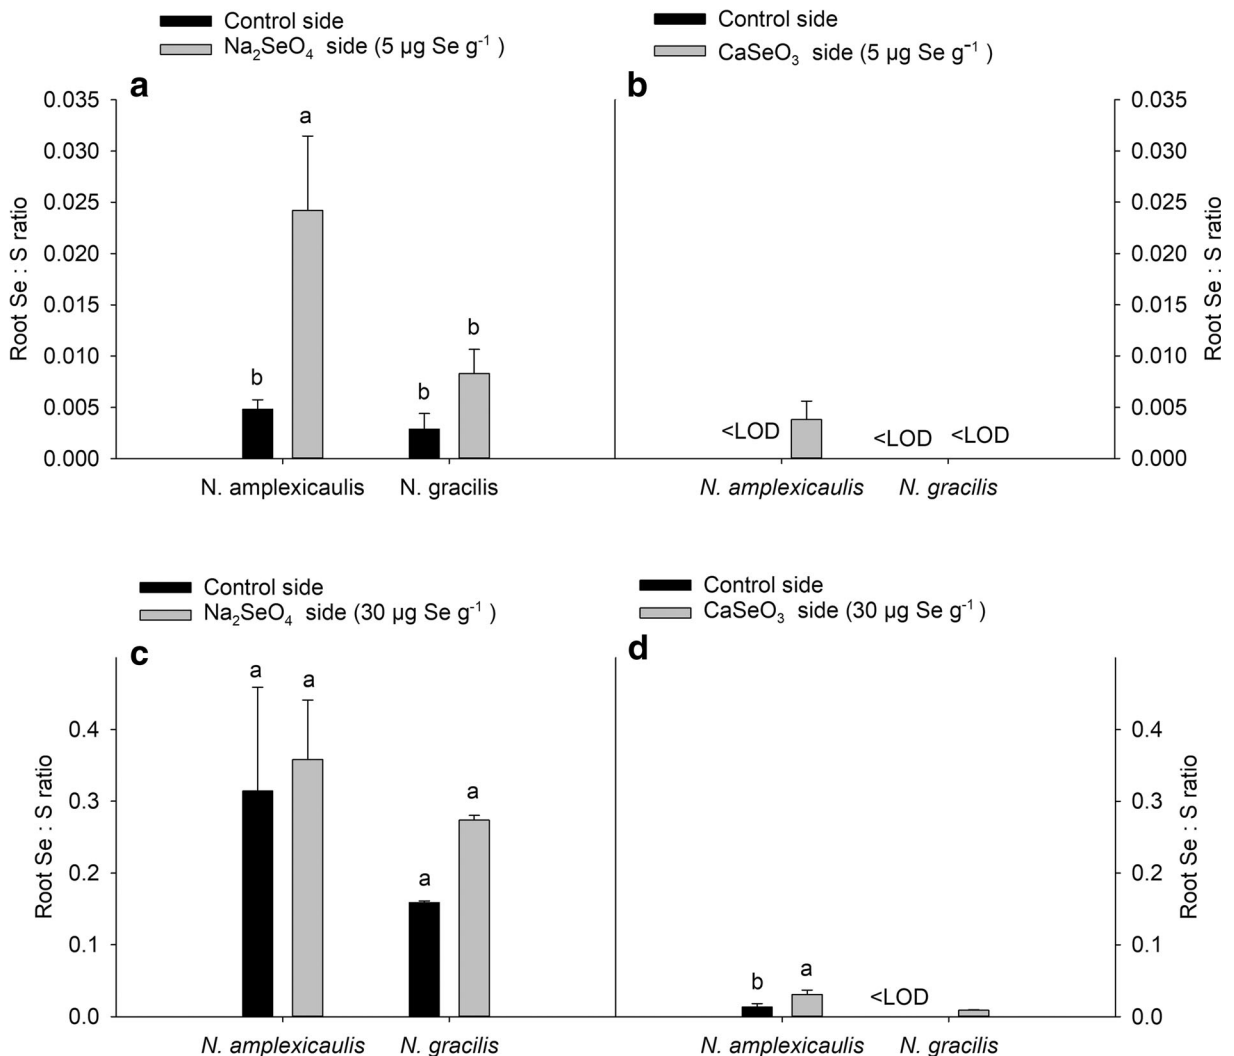 Control side
Na₂SeO₄ side (5 µg Se g⁻¹ )
Control side
CaSeO₃ side (5 µg Se g⁻¹ )
a
b
0.035
0.030
0.025
0.020
0.015
0.010
0.005
0.000
Root Se : S ratio
b
a
b
b
N. amplexicaulis
N. gracilis
<LOD
<LOD
<LOD
N. amplexicaulis
N. gracilis
0.035
0.030
0.025
0.020
0.015
0.010
0.005
0.000
Root Se : S ratio
Control side
Na₂SeO₄ side (30 µg Se g⁻¹ )
Control side
CaSeO₃ side (30 µg Se g⁻¹ )
c
d
0.4
0.3
0.2
0.1
0.0
Root Se : S ratio
a
a
a
a
N. amplexicaulis
N. gracilis
b
a
<LOD
N. amplexicaulis
N. gracilis
0.4
0.3
0.2
0.1
0.0
Root Se : S ratio